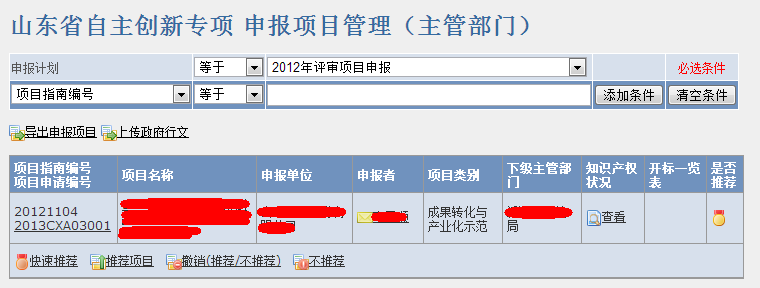 山东省自主创新专项 申报项目管理（主管部门）
申报计划 等于 2012年评审项目申报 必选条件
项目指南编号 等于 添加条件 清空条件
导出申报项目 上传政府行文
项目指南编号 项目名称 申报单位 申报者 项目类别 下级主管部 知识产权 开标一览 是否
项目申请编号 门 状况 表 推荐
20121104 成果转化与
2013CXA03001 产业化示范 局 查看
快速推荐 推荐项目 撤销(推荐/不推荐) 不推荐